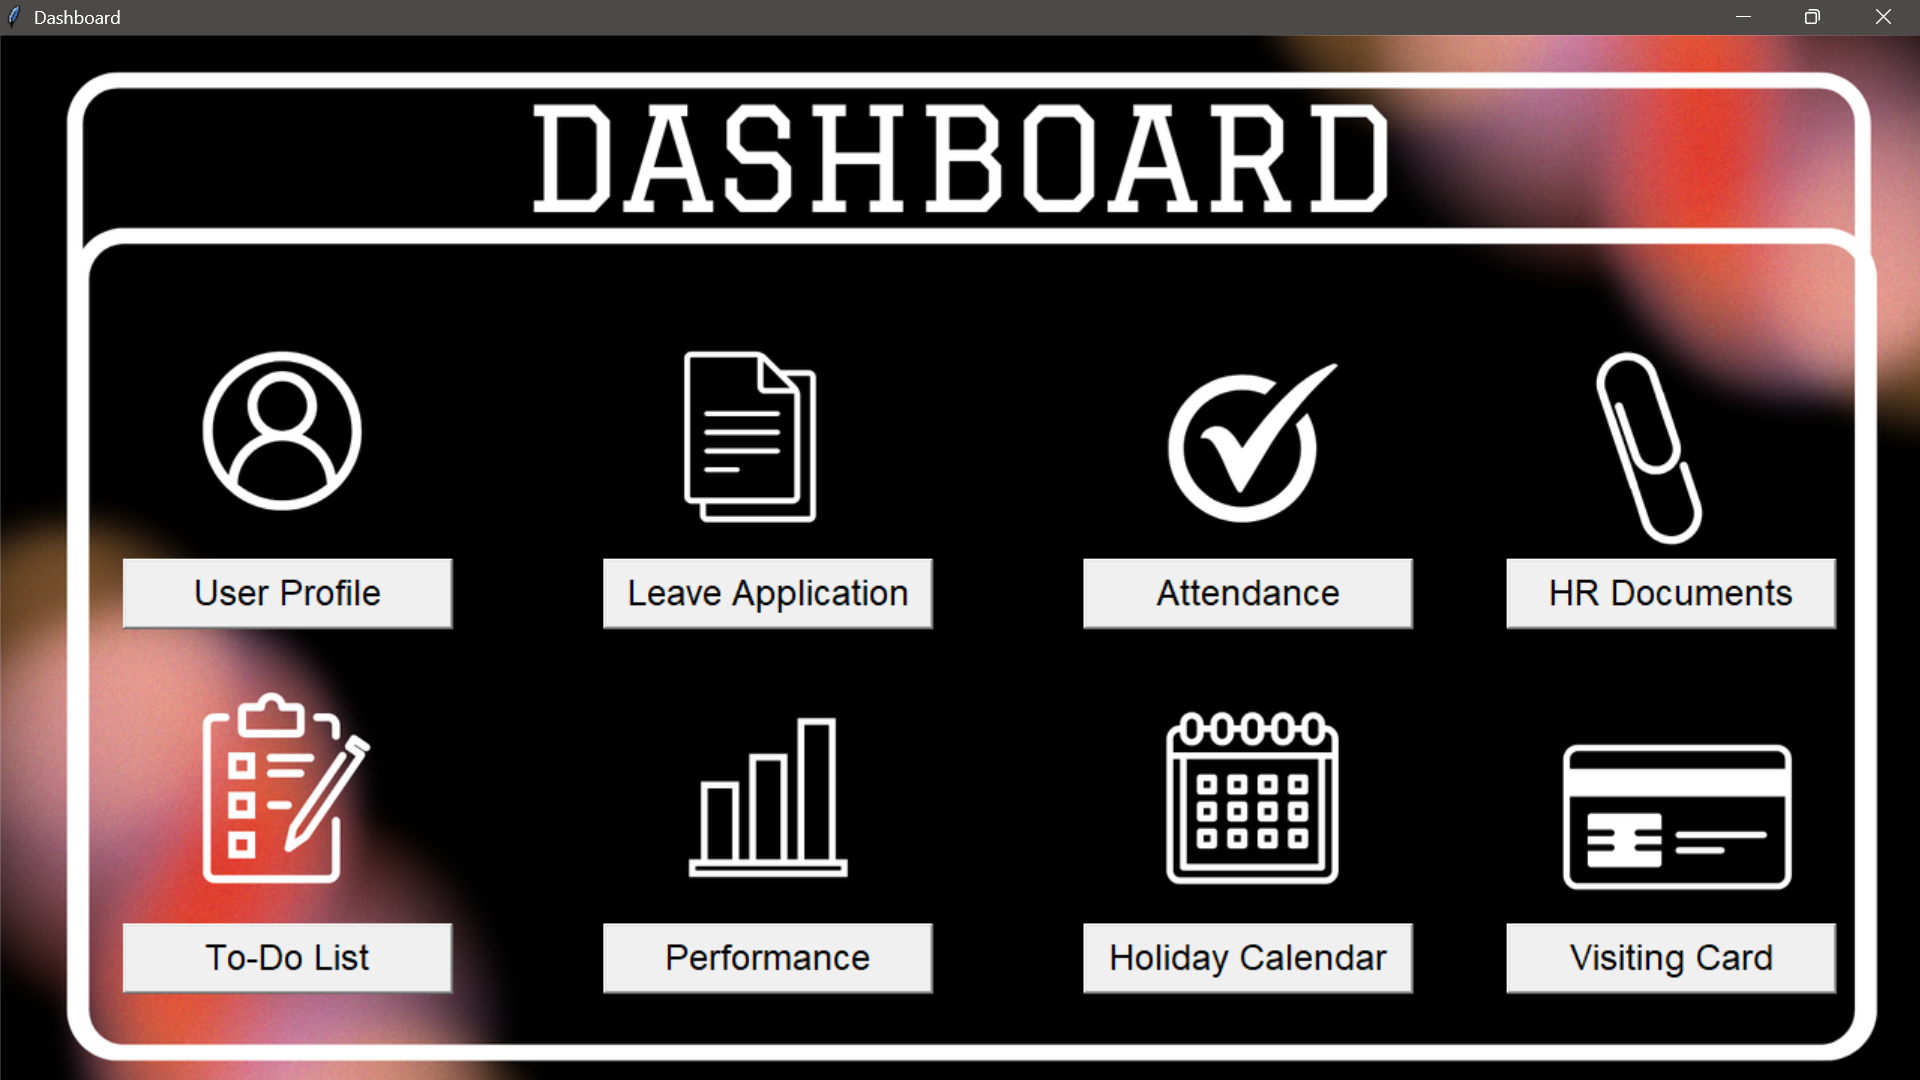 Dashboard
DASHBOARD
User Profile
Leave Application
Attendance
HR Documents
To-Do List
Performance
Holiday Calendar
Visiting Card